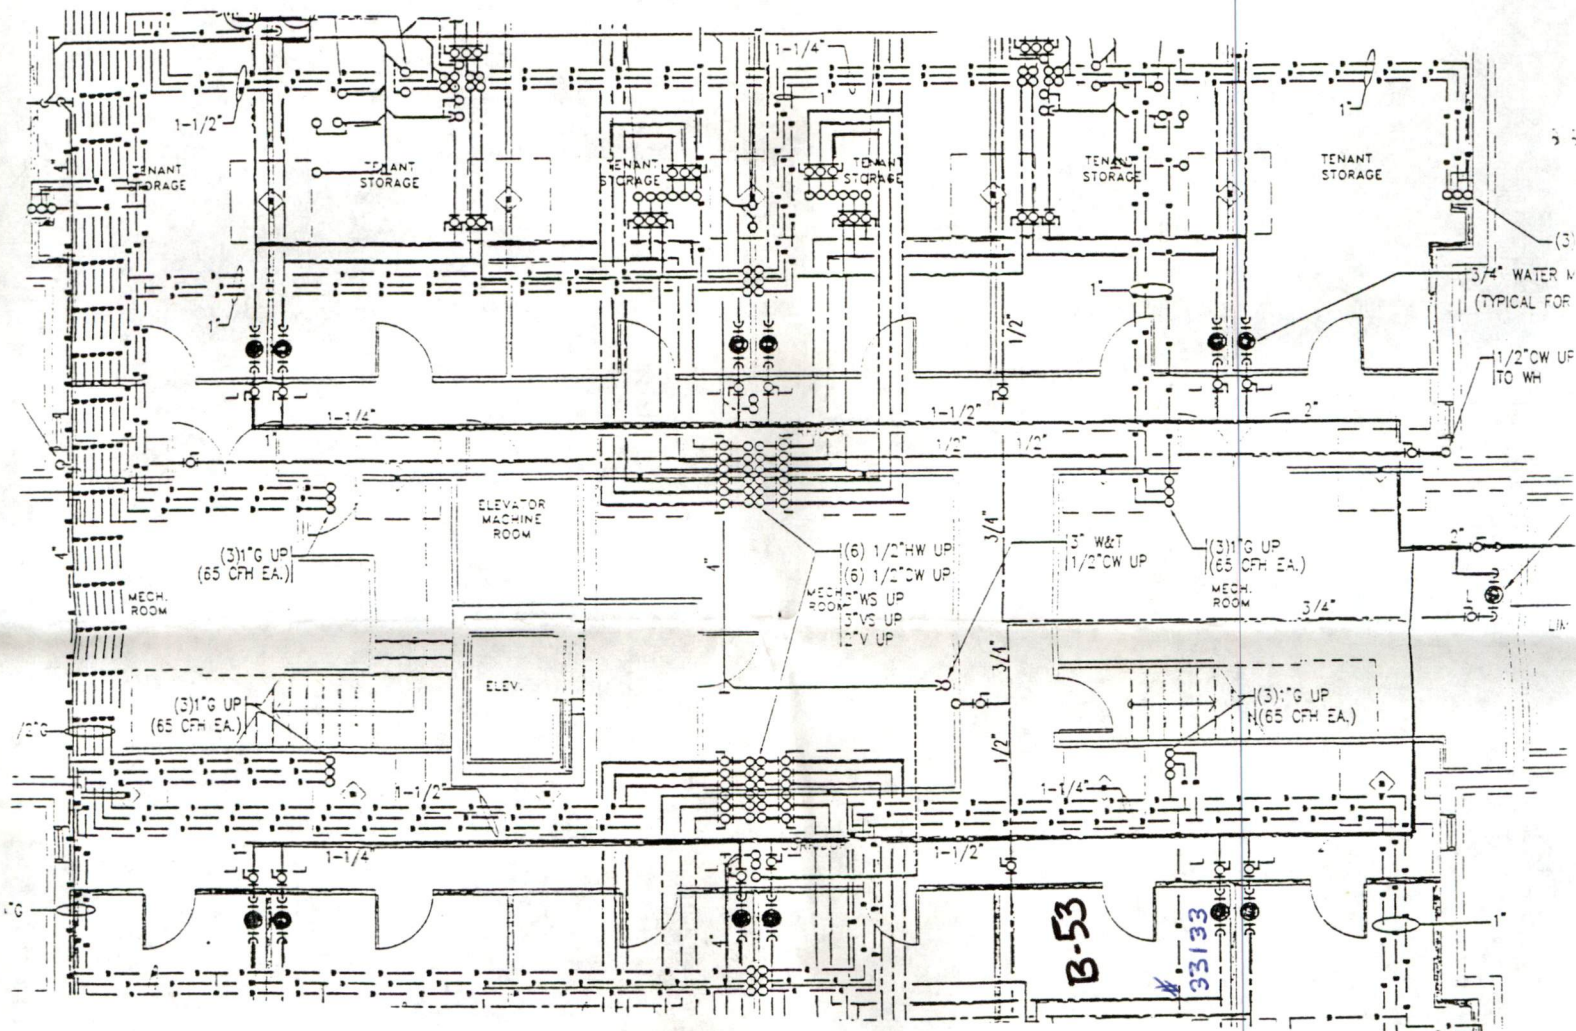 1-1/4"
1-1/2"
1"
4"
TENANT
STORAGE
TENANT
STORAGE
TENANT
STORAGE
TENANT
STORAGE
TENANT
STORAGE
(3)
3/4" WATER
(TYPICAL FOR
1"
1"
1/2"
1/2"CW UP
TO WH
1-1/4"
1"
1-1/2"
2"
1/2"
1/2"
ELEVATOR
MACHINE
ROOM
(3)1"G UP
(65 CFH EA.)
MECH.
ROOM
4"
4"
(6) 1/2"HW UP
(6) 1/2"CW UP
3"WS UP
3"VS UP
2"V UP
MECH.
ROOM
3/4"
3" W&T
1/2"CW UP
(3)1"G UP
(65 CFH EA.)
MECH.
ROOM
2"
3/4"
3/4"
ELEV.
(3)1"G UP
(65 CFH EA.)
(3)1"G UP
(65 CFH EA.)
/2"G
1/2"
1-1/2"
1-1/4"
1-1/4"
CORRIDOR
1-1/2"
"G
4"
1"
B-53
# 33133